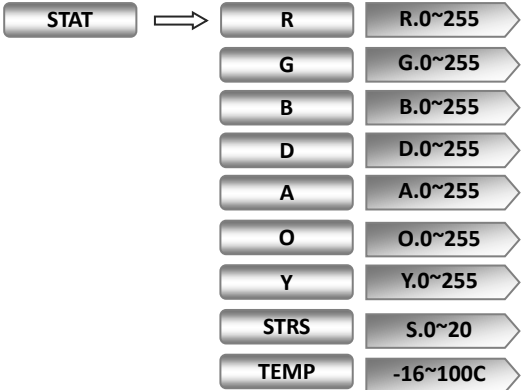 STAT R R.0~255
G G.0~255
B B.0~255
D D.0~255
A A.0~255
O O.0~255
Y Y.0~255
STRS S.0~20
TEMP -16~100C